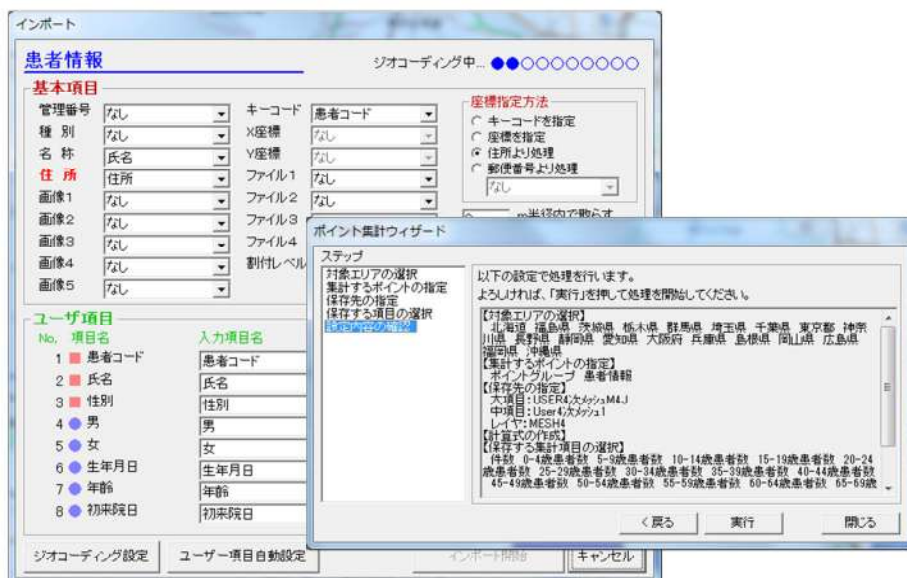 インポート
患者情報
ジオコーディング中...
基本項目
管理番号 なし
種 別 なし
名 称 氏名
住 所 住所
画像1 なし
画像2 なし
画像3 なし
画像4 なし
画像5 なし
キーコード 患者コード
X座標 なし
Y座標 なし
ファイル1 なし
ファイル2 なし
ファイル3
ファイル4
割付レベル
座標指定方法
キーコードを指定
座標を指定
住所より処理
郵便番号より処理
なし
m半径内で散らす
ユーザ項目
No. 項目名 入力項目名
1 患者コード 患者コード
2 氏名 氏名
3 性別 性別
4 男 男
5 女 女
6 生年月日 生年月日
7 年齢 年齢
8 初来院日 初来院日
ジオコーディング設定 ユーザー項目自動設定 インポート開始 キャンセル
ポイント集計ウィザード
ステップ
対象エリアの選択
集計するポイントの指定
保存先の指定
保存する項目の選択
設定内容の確認
以下の設定で処理を行います。
よろしければ、「実行」を押して処理を開始してください。
【対象エリアの選択】
北海道 福島県 茨城県 栃木県 群馬県 埼玉県 千葉県 東京都 神奈
川県 長野県 静岡県 愛知県 大阪府 兵庫県 島根県 岡山県 広島県
福岡県 沖縄県
【集計するポイントの指定】
ポイントグループ 患者情報
【保存先の指定】
大項目:USER4次メッシュM4J
中項目:User4次メッシュ1
レイヤ:MESH4
【計算式の作成】
【保存する集計項目の選択】
件数 0-4歳患者数 5-9歳患者数 10-14歳患者数 15-19歳患者数 20-24
歳患者数 25-29歳患者数 30-34歳患者数 35-39歳患者数 40-44歳患者数
45-49歳患者数 50-54歳患者数 55-59歳患者数 60-64歳患者数 65-69歳
< 戻る 実行 閉じる